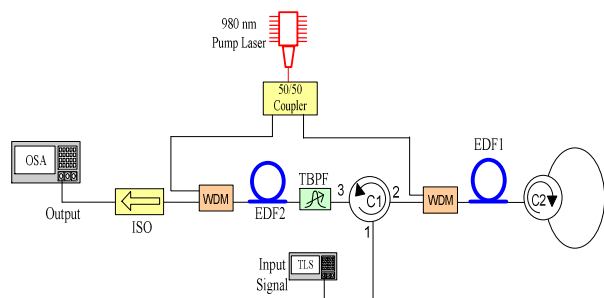 980 nm
Pump Laser
50/50
Coupler
EDF1
OSA
TBPF
3
C1
2
WDM
WDM
C2
EDF2
1
Output
ISO
Input
Signal
TLS